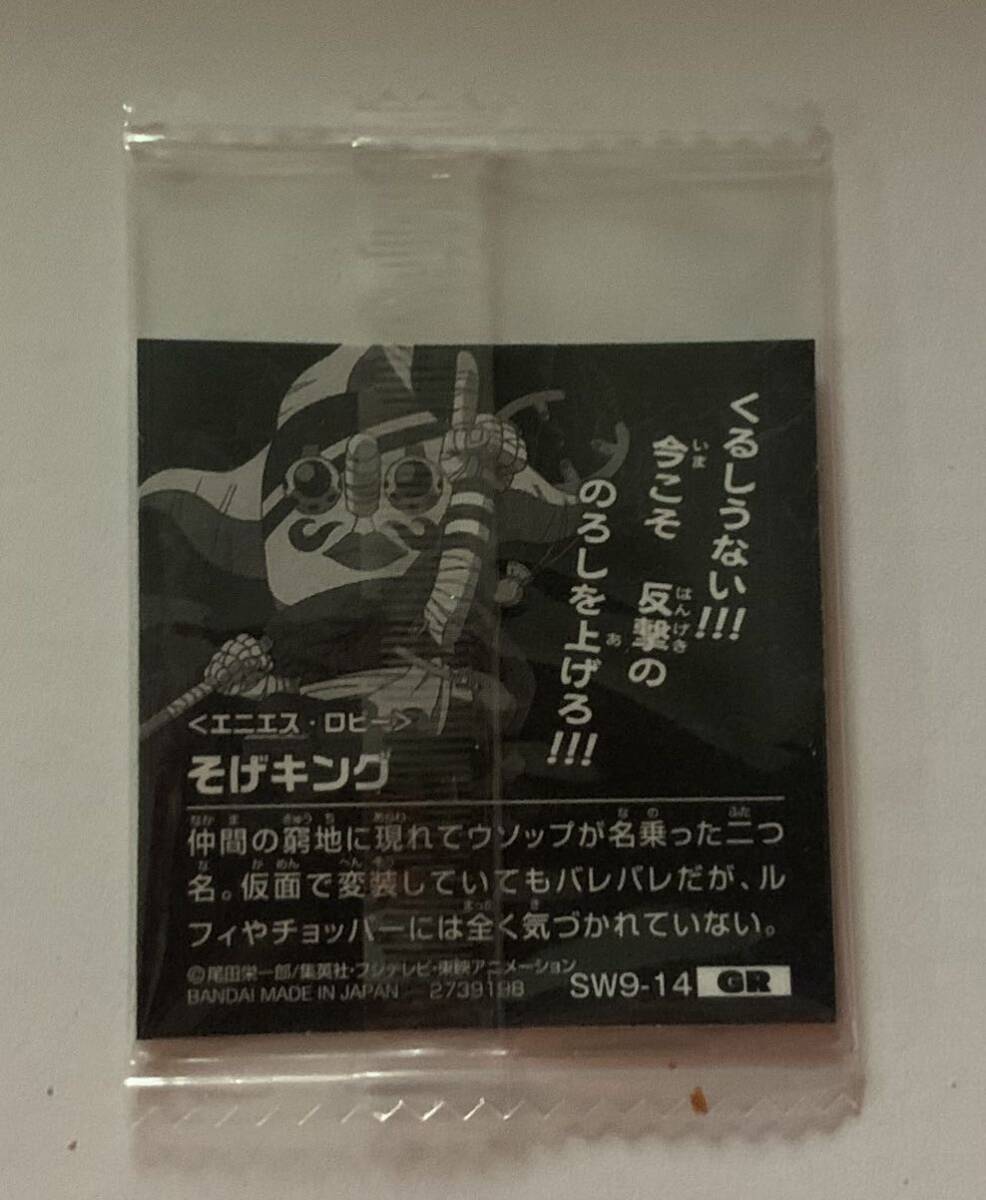 くるしうない!!!
今こそ 反撃の
のろしを上げろ!!!
<エニエス・ロビー>
そげキング
仲間の窮地に現れてウソップが名乗った二つ
名。仮面で変装していてもバレバレだが、ル
フィやチョッパーには全く気づかれていない。
©尾田栄一郎/集英社・フジテレビ・東映アニメーション
BANDAI MADE IN JAPAN 2739198
SW9-14 GR